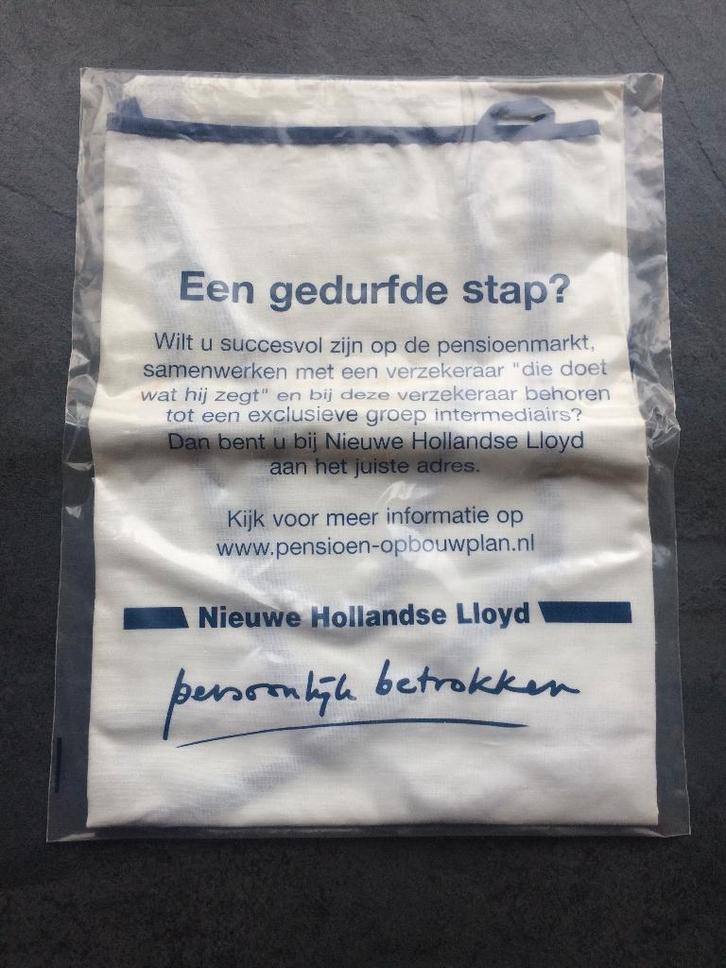 Een gedurfde stap?
Wilt u succesvol zijn op de pensioenmarkt,
samenwerken met een verzekeraar "die doet
wat hij zegt" en bij deze verzekeraar behoren
tot een exclusieve groep intermediairs?
Dan bent u bij Nieuwe Hollandse Lloyd
aan het juiste adres.
Kijk voor meer informatie op
www.pensioen-opbouwplan.nl
Nieuwe Hollandse Lloyd
persoonlijk betrokken